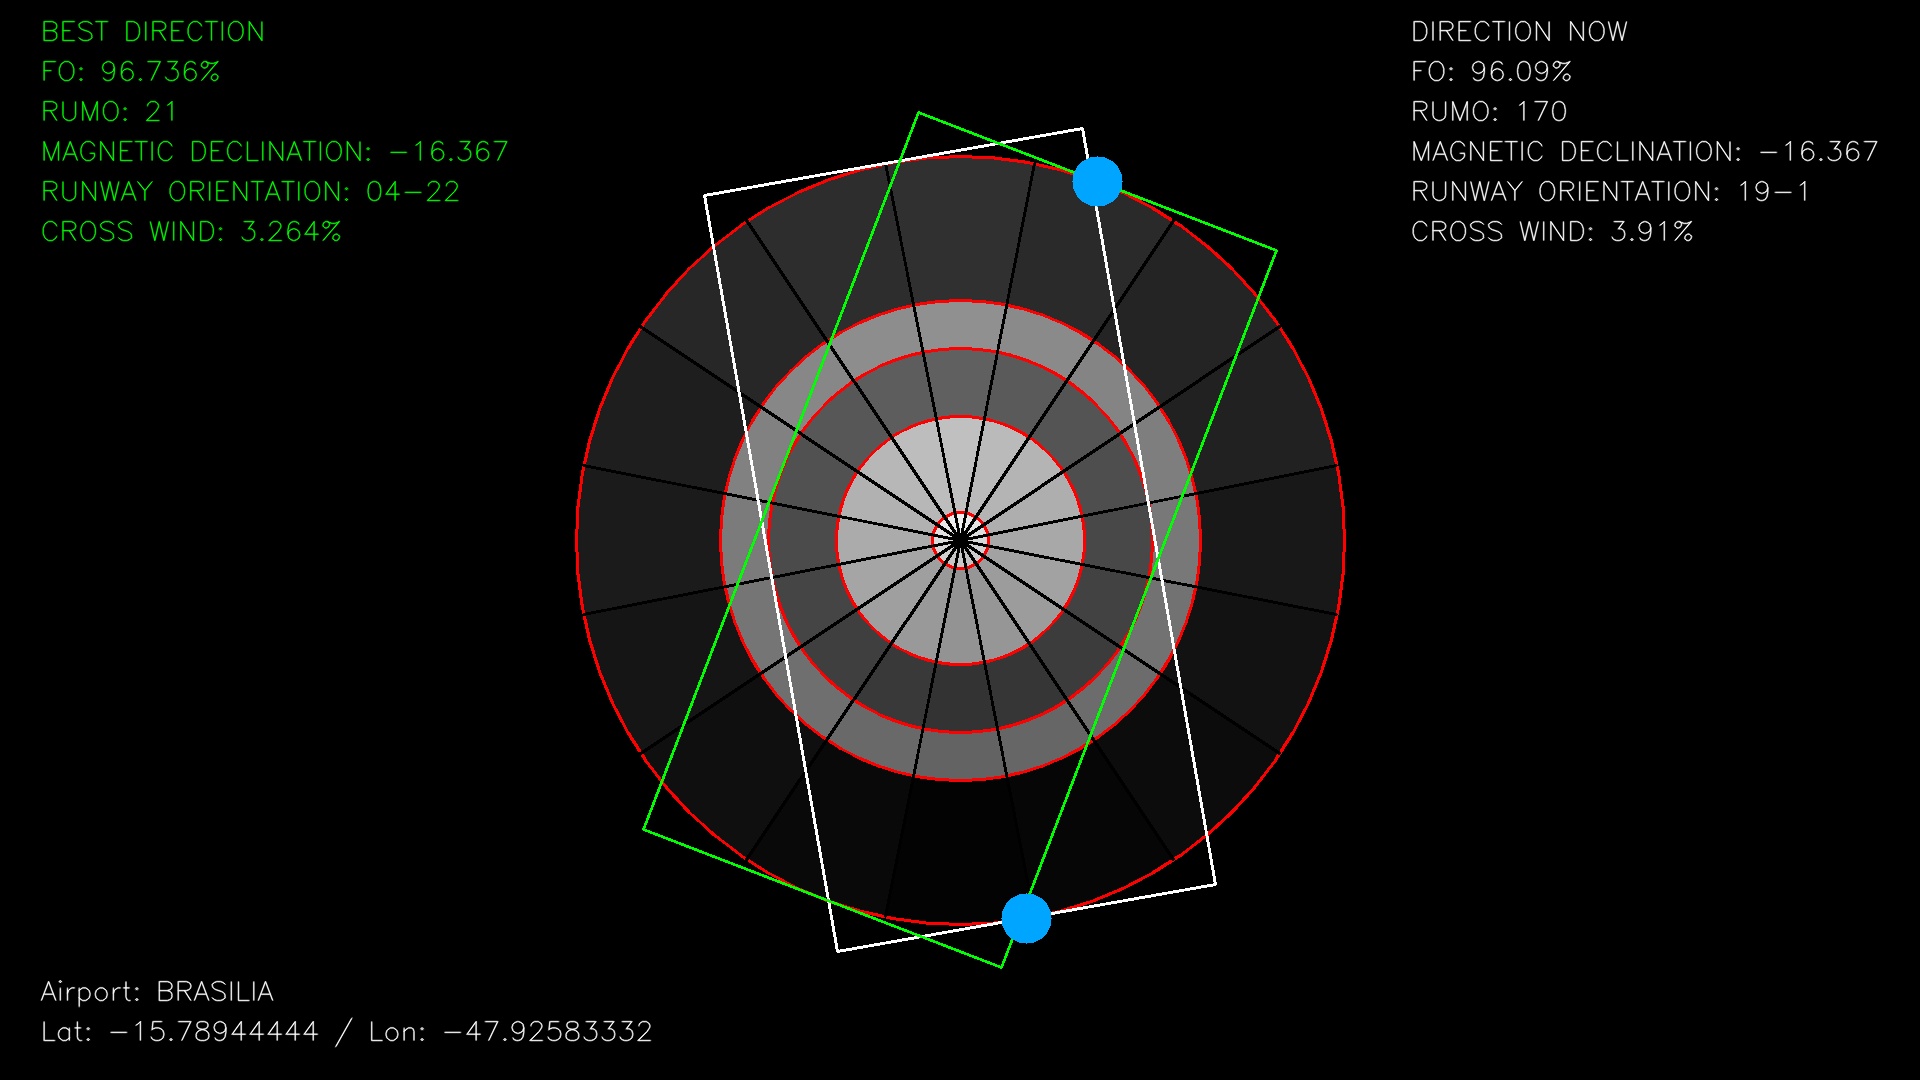 BEST DIRECTION
FO: 96.736%
RUMO: 21
MAGNETIC DECLINATION: -16.367
RUNWAY ORIENTATION: 04-22
CROSS WIND: 3.264%
DIRECTION NOW
FO: 96.09%
RUMO: 170
MAGNETIC DECLINATION: -16.367
RUNWAY ORIENTATION: 19-1
CROSS WIND: 3.91%
Airport: BRASILIA
Lat: -15.78944444 / Lon: -47.92583332